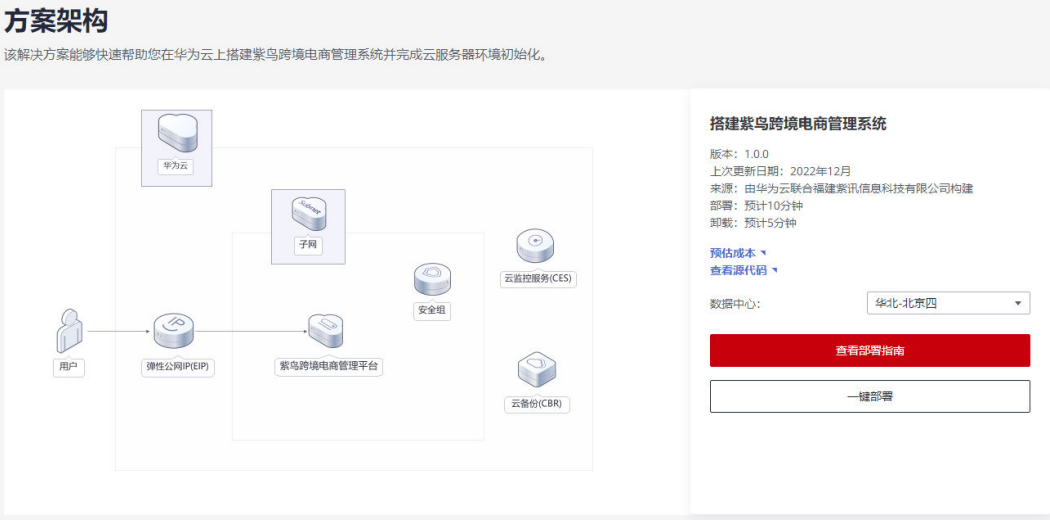 方案架构
该解决方案能够快速帮助您在华为云上搭建紫鸟跨境电商管理系统并完成云服务器环境初始化。
华为云
Subnet
子网
云监控服务(CES)
安全组
IP
用户
弹性公网IP(EIP)
紫鸟跨境电商管理平台
云备份(CBR)
搭建紫鸟跨境电商管理系统
版本：1.0.0
上次更新日期：2022年12月
来源：由华为云联合福建紫讯信息科技有限公司构建
部署：预计10分钟
卸载：预计5分钟
预估成本
查看源代码
数据中心：
华北-北京四
查看部署指南
一键部署